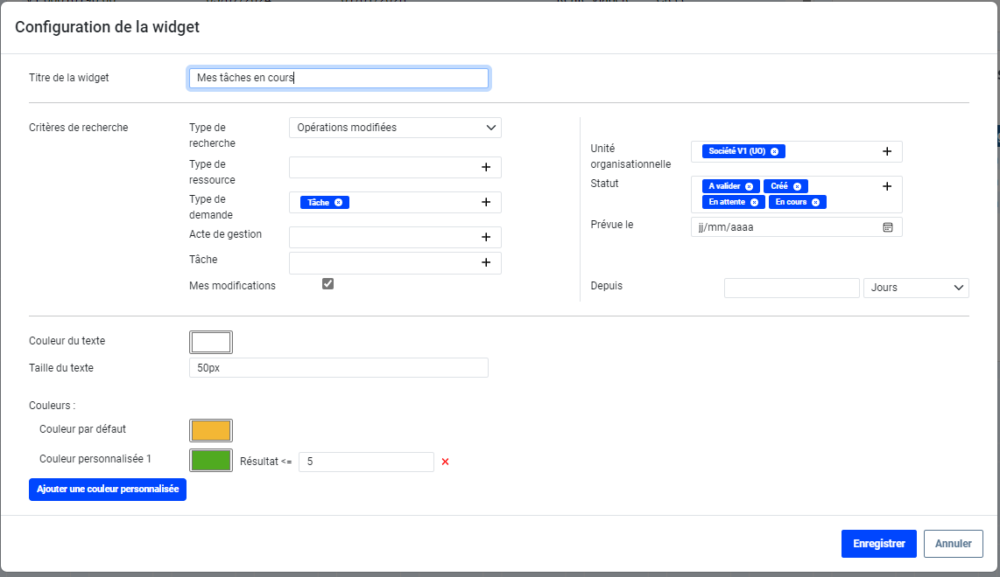 Configuration de la widget
Titre de la widget
Mes tâches en cours
Critères de recherche
Type de
recherche
Opérations modifiées
Type de
ressource
Type de
demande
Tâche
Acte de gestion
Tâche
Mes modifications
Unité
organisationnelle
Société V1 (UO)
Statut
A valider
Créé
En attente
En cours
Prévue le
jj/mm/aaaa
Depuis
Jours
Couleur du texte
Taille du texte
50px
Couleurs :
Couleur par défaut
Couleur personnalisée 1
Résultat <=
5
Ajouter une couleur personnalisée
Enregistrer
Annuler